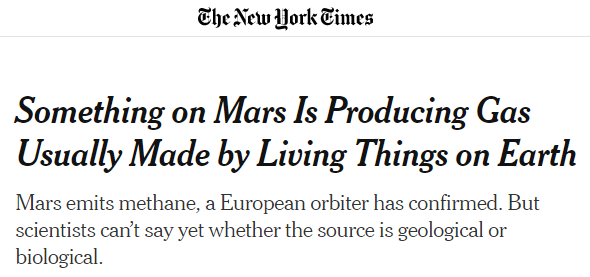 The New York Times
Something on Mars Is Producing Gas
Usually Made by Living Things on Earth
Mars emits methane, a European orbiter has confirmed. But
scientists can’t say yet whether the source is geological or
biological.